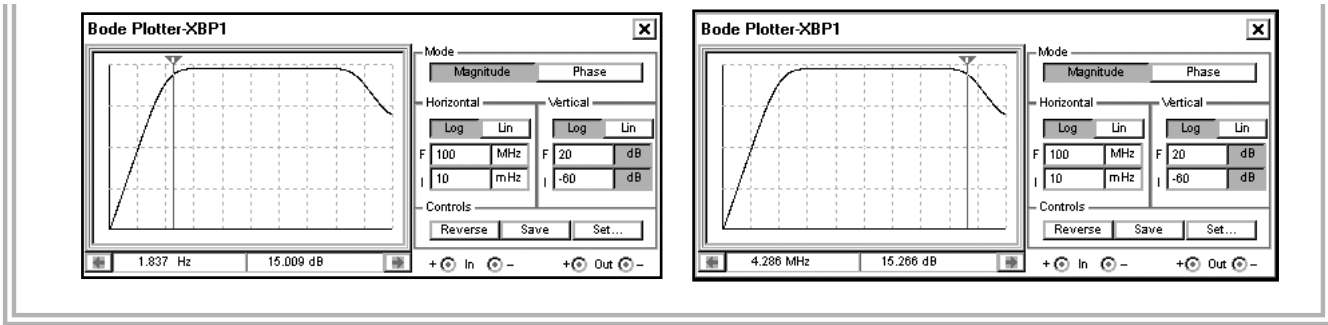 Bode Plotter-XBP1
Mode
Magnitude Phase
Horizontal Vertical
Log Lin Log Lin
F 100 MHz F 20 dB
I 10 mHz I -60 dB
Controls
Reverse Save Set...
1.837 Hz 15.009 dB
+ In - + Out -
Bode Plotter-XBP1
Mode
Magnitude Phase
Horizontal Vertical
Log Lin Log Lin
F 100 MHz F 20 dB
I 10 mHz I -60 dB
Controls
Reverse Save Set...
4.286 MHz 15.266 dB
+ In - + Out -